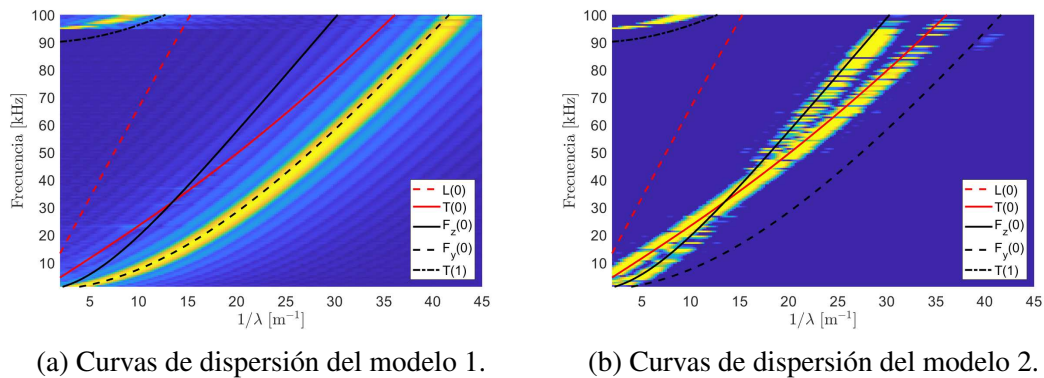 100
90
80
70
60
50
40
30
20
10
Frecuencia [kHz]
5 10 15 20 25 30 35 40 45
1/λ [m⁻¹]
L(0)
T(0)
F_z(0)
F_y(0)
T(1)
(a) Curvas de dispersión del modelo 1.
100
90
80
70
60
50
40
30
20
10
Frecuencia [kHz]
5 10 15 20 25 30 35 40 45
1/λ [m⁻¹]
L(0)
T(0)
F_z(0)
F_y(0)
T(1)
(b) Curvas de dispersión del modelo 2.